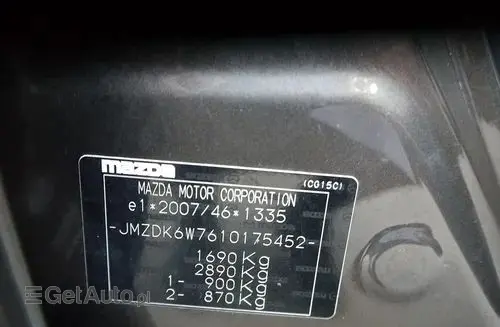 mazda
(CG15C)
MAZDA MOTOR CORPORATION
e1*2007/46*1335
-JMZDK6W7610175452-
1690 Kg
2890 Kg
1- 900 Kg
2- 870 Kg
GetAuto.pl